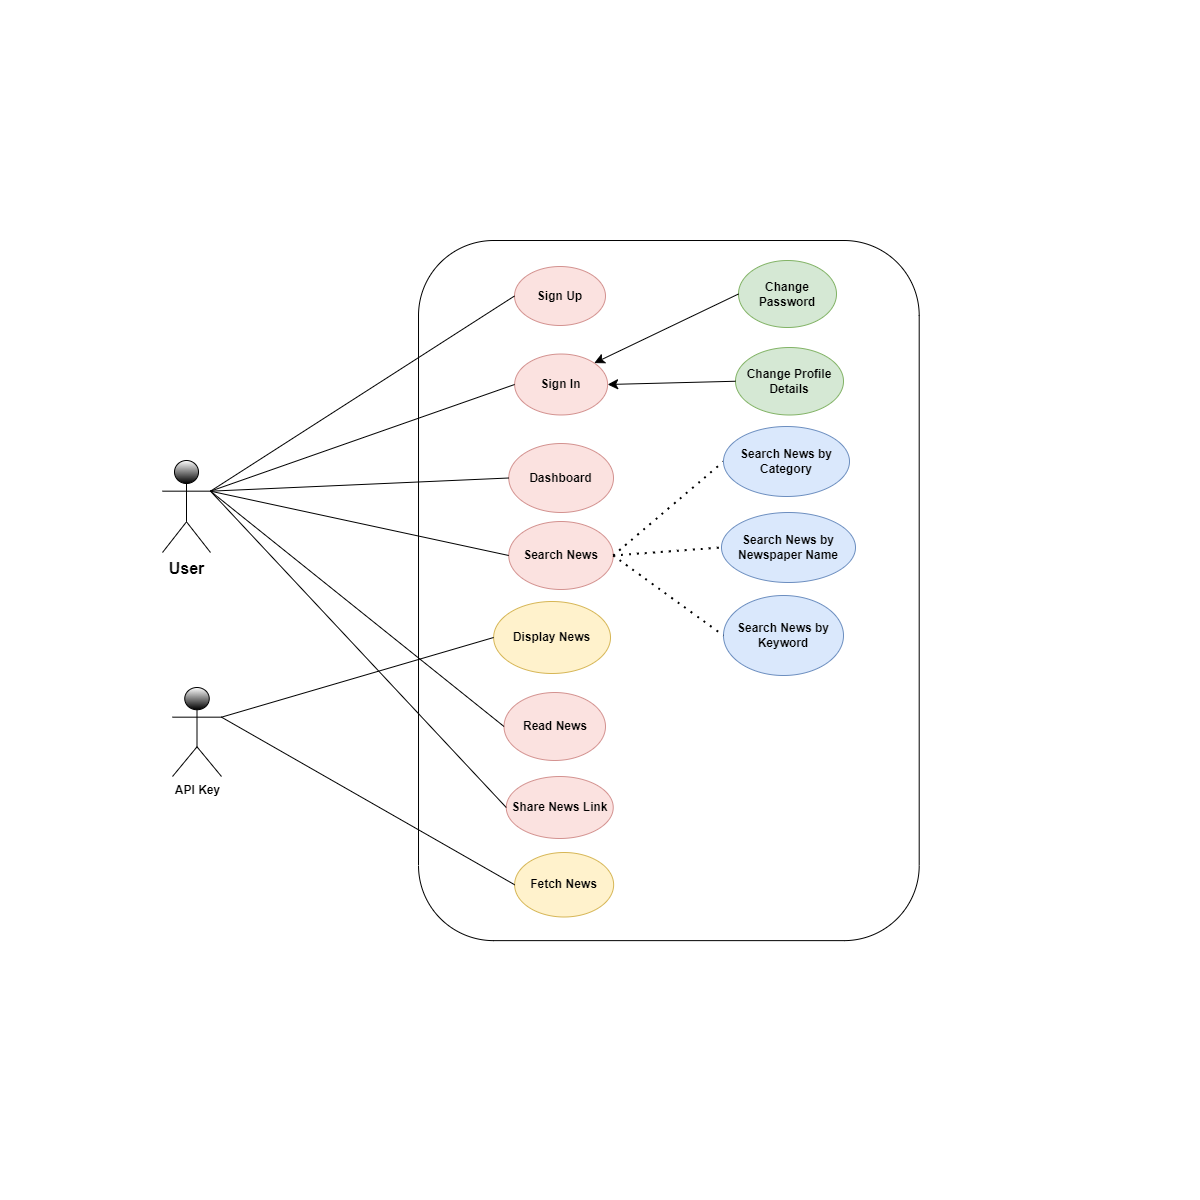 Sign Up
Change
Password
Sign In
Change Profile
Details
Dashboard
Search News by
Category
Search News
Search News by
Newspaper Name
User
Display News
Search News by
Keyword
Read News
API Key
Share News Link
Fetch News